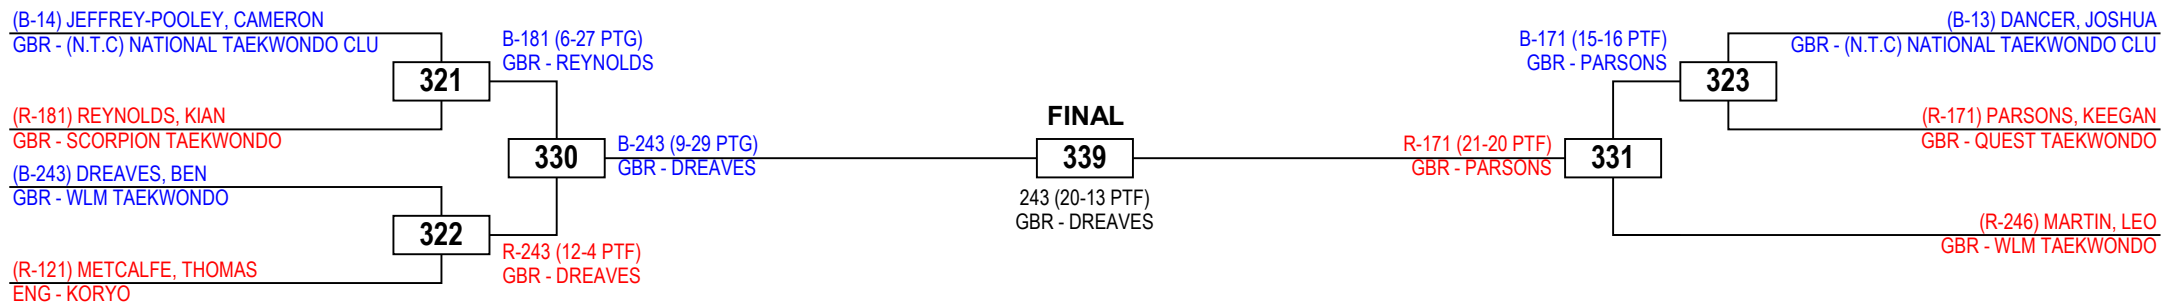 (B-14) JEFFREY-POOLEY, CAMERON
GBR - (N.T.C) NATIONAL TAEKWONDO CLU
321
(R-181) REYNOLDS, KIAN
GBR - SCORPION TAEKWONDO
(B-243) DREAVES, BEN
GBR - WLM TAEKWONDO
322
(R-121) METCALFE, THOMAS
ENG - KORYO
B-181 (6-27 PTG)
GBR - REYNOLDS
330
R-243 (12-4 PTF)
GBR - DREAVES
B-243 (9-29 PTG)
GBR - DREAVES
FINAL
339
243 (20-13 PTF)
GBR - DREAVES
R-171 (21-20 PTF)
GBR - PARSONS
331
B-171 (15-16 PTF)
GBR - PARSONS
323
(B-13) DANCER, JOSHUA
GBR - (N.T.C) NATIONAL TAEKWONDO CLU
(R-171) PARSONS, KEEGAN
GBR - QUEST TAEKWONDO
(R-246) MARTIN, LEO
GBR - WLM TAEKWONDO